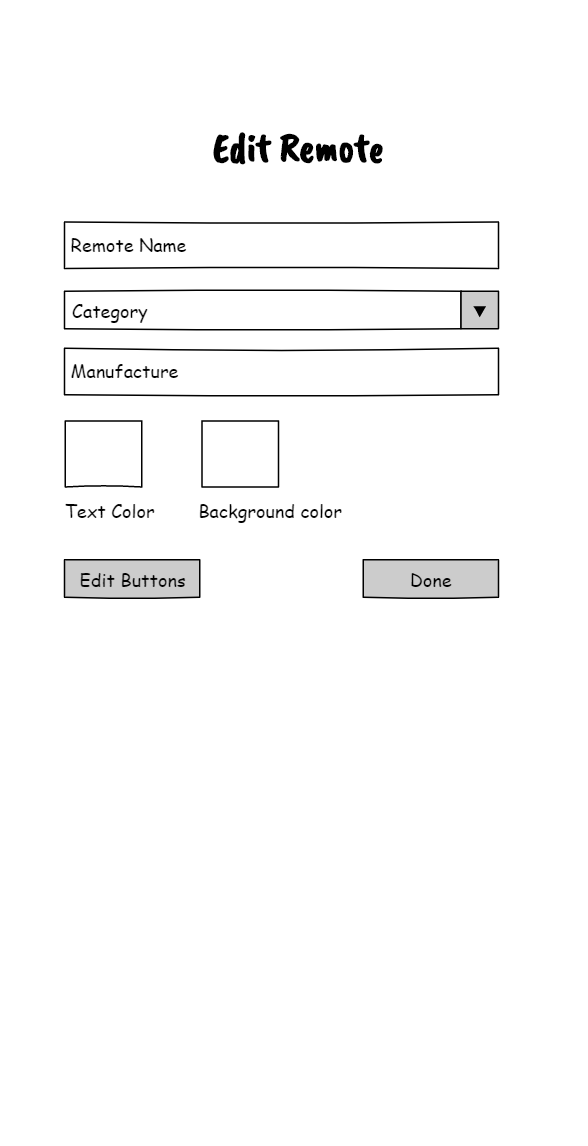 Edit Remote
Remote Name
Category
Manufacture
Text Color
Background color
Edit Buttons
Done